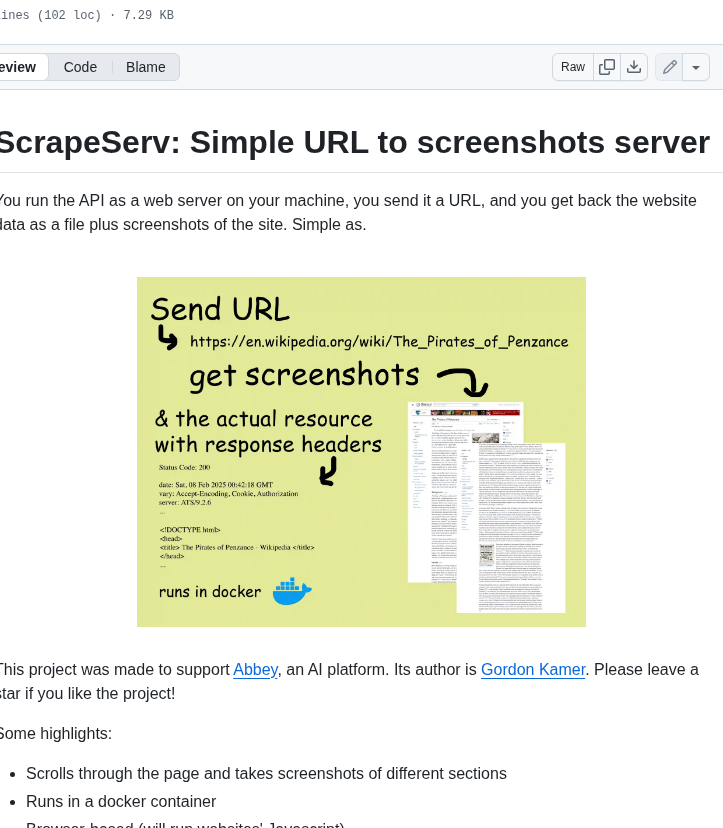 ines (102 loc) · 7.29 KB
eview Code Blame Raw
ScrapeServ: Simple URL to screenshots server
You run the API as a web server on your machine, you send it a URL, and you get back the website
data as a file plus screenshots of the site. Simple as.
Send URL
https://en.wikipedia.org/wiki/The_Pirates_of_Penzance
get screenshots
& the actual resource
with response headers
Status Code: 200
date: Sat, 08 Feb 2025 00:42:18 GMT
vary: Accept-Encoding, Cookie, Authorization
server: ATS/9.2.6
...
<!DOCTYPE html>
<head>
<title> The Pirates of Penzance - Wikipedia </title>
</head>
...
runs in docker
This project was made to support Abbey, an AI platform. Its author is Gordon Kamer. Please leave a
star if you like the project!
Some highlights:
Scrolls through the page and takes screenshots of different sections
Runs in a docker container
Browser-based (will run websites' Javascript)